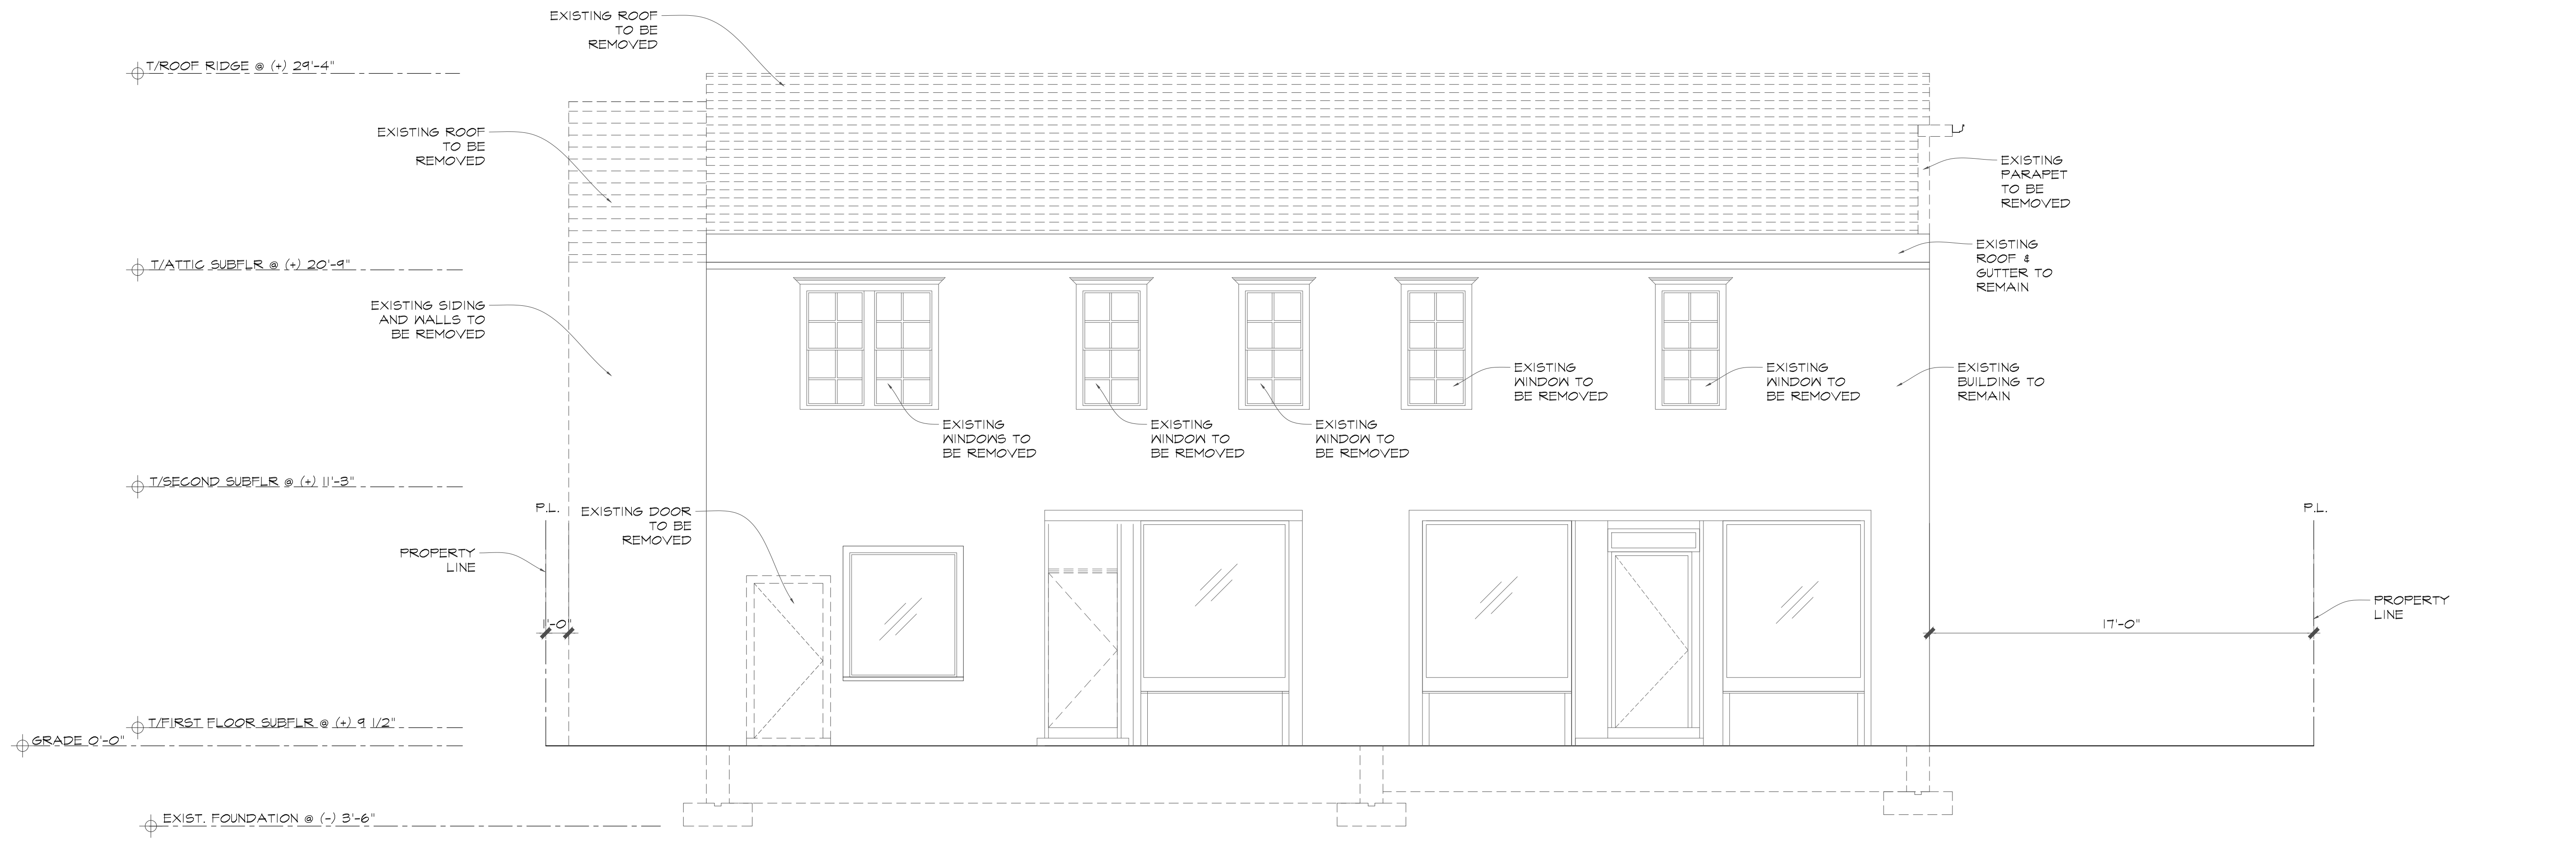 EXISTING ROOF
TO BE
REMOVED
T/ROOF RIDGE @ (+) 29'-4"
EXISTING ROOF
TO BE
REMOVED
EXISTING
PARAPET
TO BE
REMOVED
EXISTING
ROOF &
GUTTER TO
REMAIN
T/ATTIC SUBFLR @ (+) 20'-9"
EXISTING SIDING
AND WALLS TO
BE REMOVED
EXISTING
WINDOW TO
BE REMOVED
EXISTING
WINDOW TO
BE REMOVED
EXISTING
BUILDING TO
REMAIN
EXISTING
WINDOWS TO
BE REMOVED
EXISTING
WINDOW TO
BE REMOVED
EXISTING
WINDOW TO
BE REMOVED
T/SECOND SUBFLR @ (+) 11'-3"
P.L.
EXISTING DOOR
TO BE
REMOVED
P.L.
PROPERTY
LINE
PROPERTY
LINE
1'-0"
17'-0"
T/FIRST FLOOR SUBFLR @ (+) 9 1/2"
GRADE 0'-0"
EXIST. FOUNDATION @ (-) 3'-6"